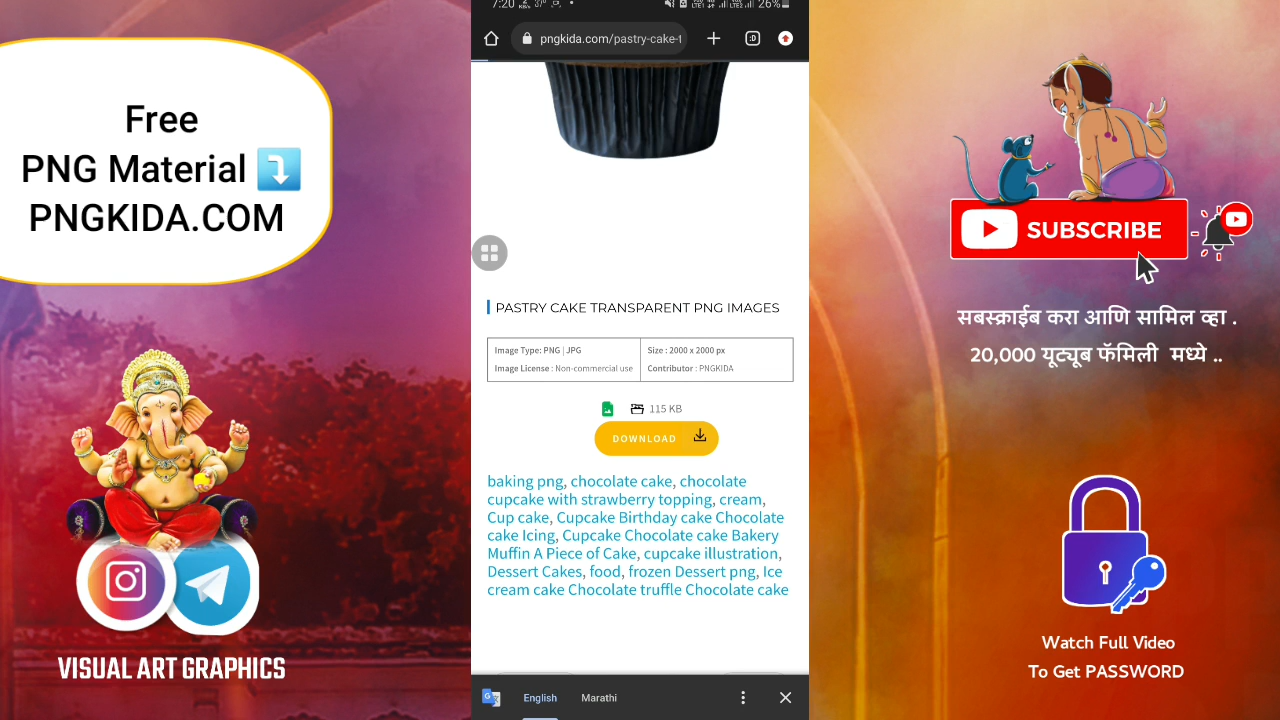 Free
PNG Material
PNGKIDA.COM
VISUAL ART GRAPHICS
7:20
26%
pngkida.com/pastry-cake-t
:D
PASTRY CAKE TRANSPARENT PNG IMAGES
Image Type: PNG | JPG
Size : 2000 x 2000 px
Image License : Non-commercial use
Contributor : PNGKIDA
115 KB
DOWNLOAD
baking png, chocolate cake, chocolate
cupcake with strawberry topping, cream,
Cup cake, Cupcake Birthday cake Chocolate
cake Icing, Cupcake Chocolate cake Bakery
Muffin A Piece of Cake, cupcake illustration,
Dessert Cakes, food, frozen Dessert png, Ice
cream cake Chocolate truffle Chocolate cake
English
Marathi
SUBSCRIBE
सबस्क्राईब करा आणि सामिल व्हा .
20,000 यूट्यूब फॅमिली मध्ये ..
Watch Full Video
To Get PASSWORD